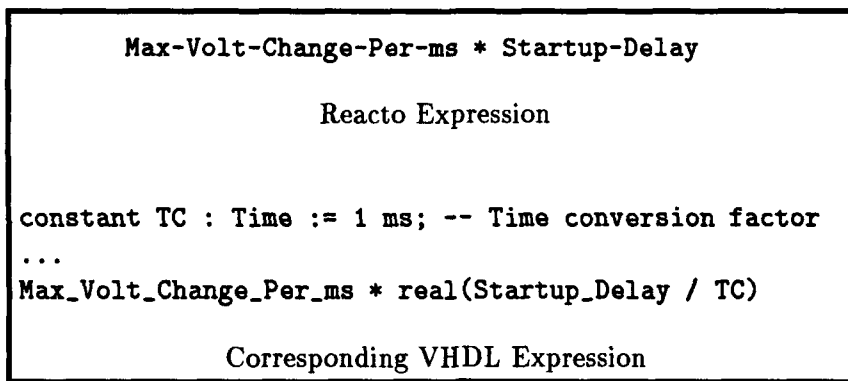 Max-Volt-Change-Per-ms * Startup-Delay
Reacto Expression
constant TC : Time := 1 ms; -- Time conversion factor
...
Max_Volt_Change_Per_ms * real(Startup_Delay / TC)
Corresponding VHDL Expression